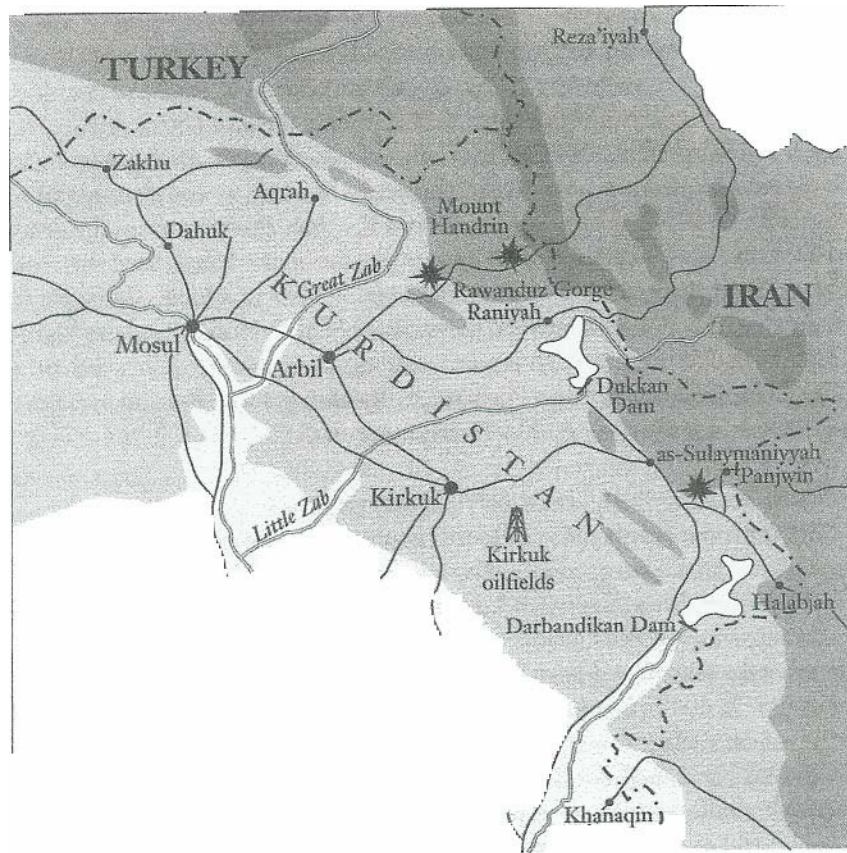 Reza'iyah
TURKEY
Zakhu
Aqrah
Mount
Handrin
Dahuk
Great Zab
Rawanduz Gorge
IRAN
Raniyah
KURDISTAN
Mosul
Arbil
Dukkan
Dam
as-Sulaymaniyyah
Panjwin
Kirkuk
Little Zab
Kirkuk
oilfields
Halabjah
Darbandikan Dam
Khanaqin